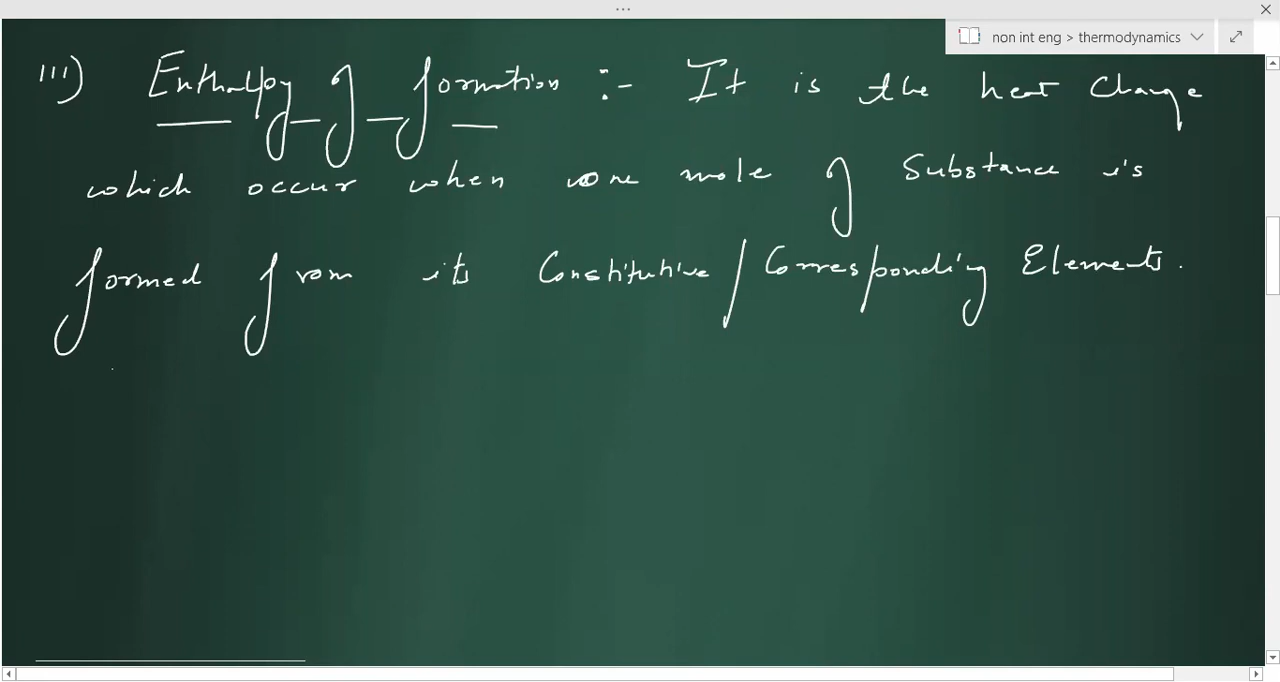 non int eng > thermodynamics
III) Enthalpy of formation :- It is the heat change
which occur when one mole of Substance is
formed from its Constitutive / Corresponding Elements.